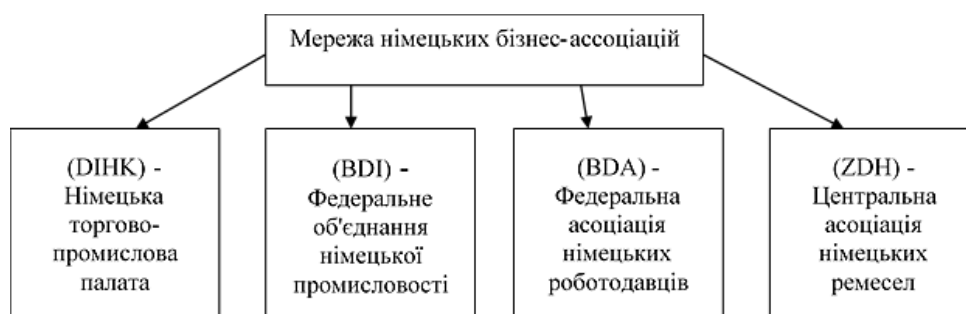 Мережа німецьких бізнес-ассоціацій
(DIHK) -
Німецька
торгово-
промислова
палата
(BDI) -
Федеральне
об'єднання
німецької
промисловості
(BDA) -
Федеральна
асоціація
німецьких
роботодавців
(ZDH) -
Центральна
асоціація
німецьких
ремесел